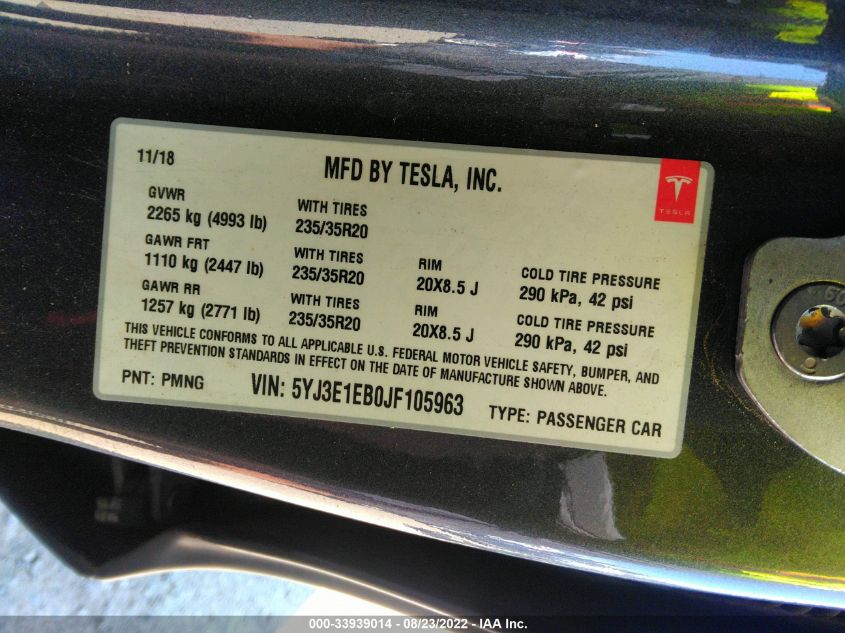 11/18 MFD BY TESLA, INC.
TESLA
GVWR WITH TIRES
2265 kg (4993 lb) 235/35R20
GAWR FRT WITH TIRES RIM COLD TIRE PRESSURE
1110 kg (2447 lb) 235/35R20 20X8.5 J 290 kPa, 42 psi
GAWR RR WITH TIRES RIM COLD TIRE PRESSURE
1257 kg (2771 lb) 235/35R20 20X8.5 J 290 kPa, 42 psi
THIS VEHICLE CONFORMS TO ALL APPLICABLE U.S. FEDERAL MOTOR VEHICLE SAFETY, BUMPER, AND
THEFT PREVENTION STANDARDS IN EFFECT ON THE DATE OF MANUFACTURE SHOWN ABOVE.
PNT: PMNG VIN: 5YJ3E1EB0JF105963 TYPE: PASSENGER CAR
000-33939014 - 08/23/2022 - IAA Inc.